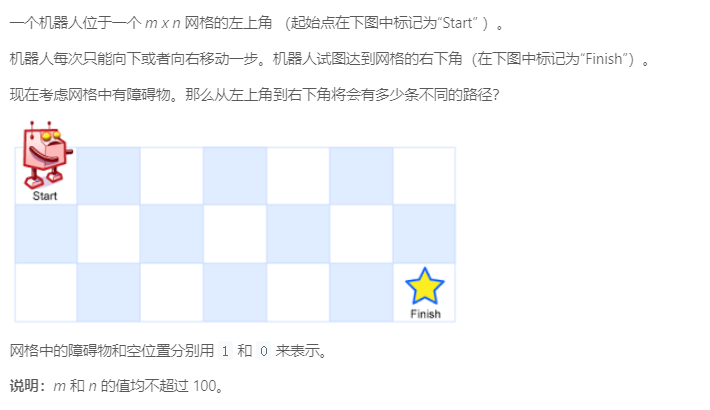 一个机器人位于一个 m x n 网格的左上角 （起始点在下图中标记为“Start” ）。
机器人每次只能向下或者向右移动一步。机器人试图达到网格的右下角（在下图中标记为“Finish”）。
现在考虑网格中有障碍物。那么从左上角到右下角将会有多少条不同的路径？
Start
Finish
网格中的障碍物和空位置分别用 1 和 0 来表示。
说明：m 和 n 的值均不超过 100。